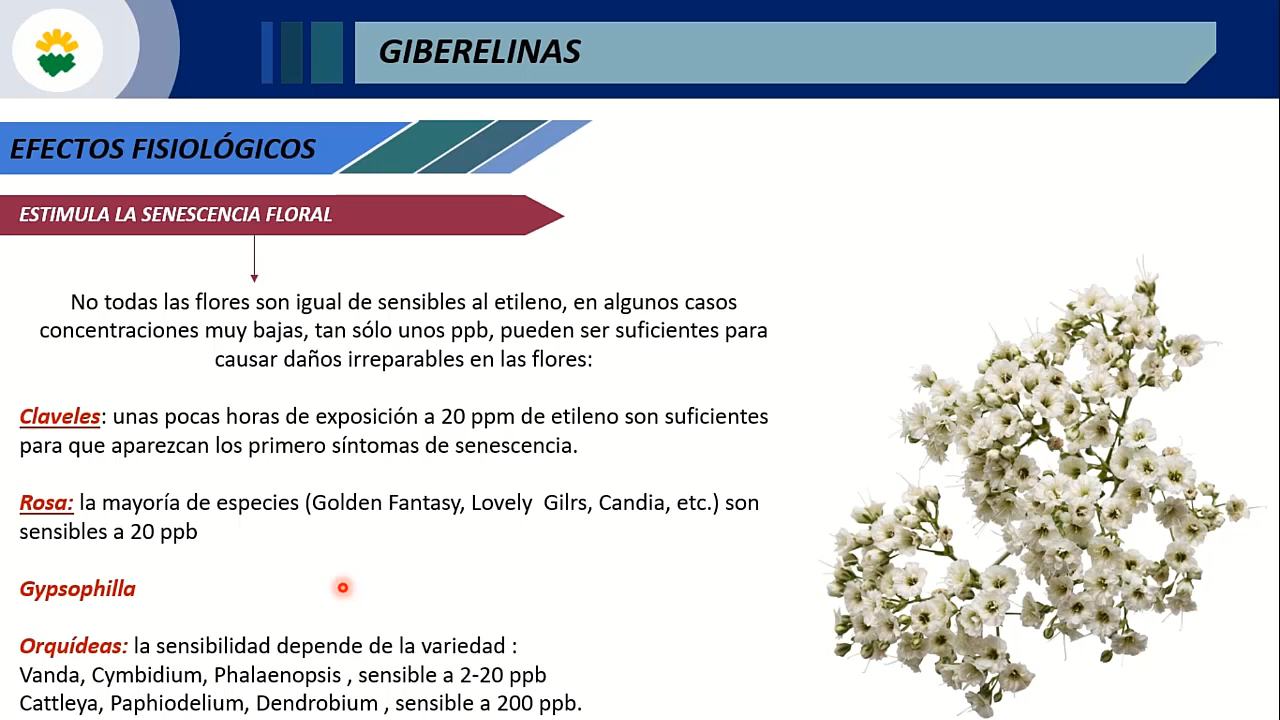 GIBERELINAS
EFECTOS FISIOLÓGICOS
ESTIMULA LA SENESCENCIA FLORAL
No todas las flores son igual de sensibles al etileno, en algunos casos
concentraciones muy bajas, tan sólo unos ppb, pueden ser suficientes para
causar daños irreparables en las flores:
Claveles: unas pocas horas de exposición a 20 ppm de etileno son suficientes
para que aparezcan los primero síntomas de senescencia.
Rosa: la mayoría de especies (Golden Fantasy, Lovely Gilrs, Candia, etc.) son
sensibles a 20 ppb
Gypsophilla
Orquídeas: la sensibilidad depende de la variedad :
Vanda, Cymbidium, Phalaenopsis , sensible a 2-20 ppb
Cattleya, Paphiodelium, Dendrobium , sensible a 200 ppb.